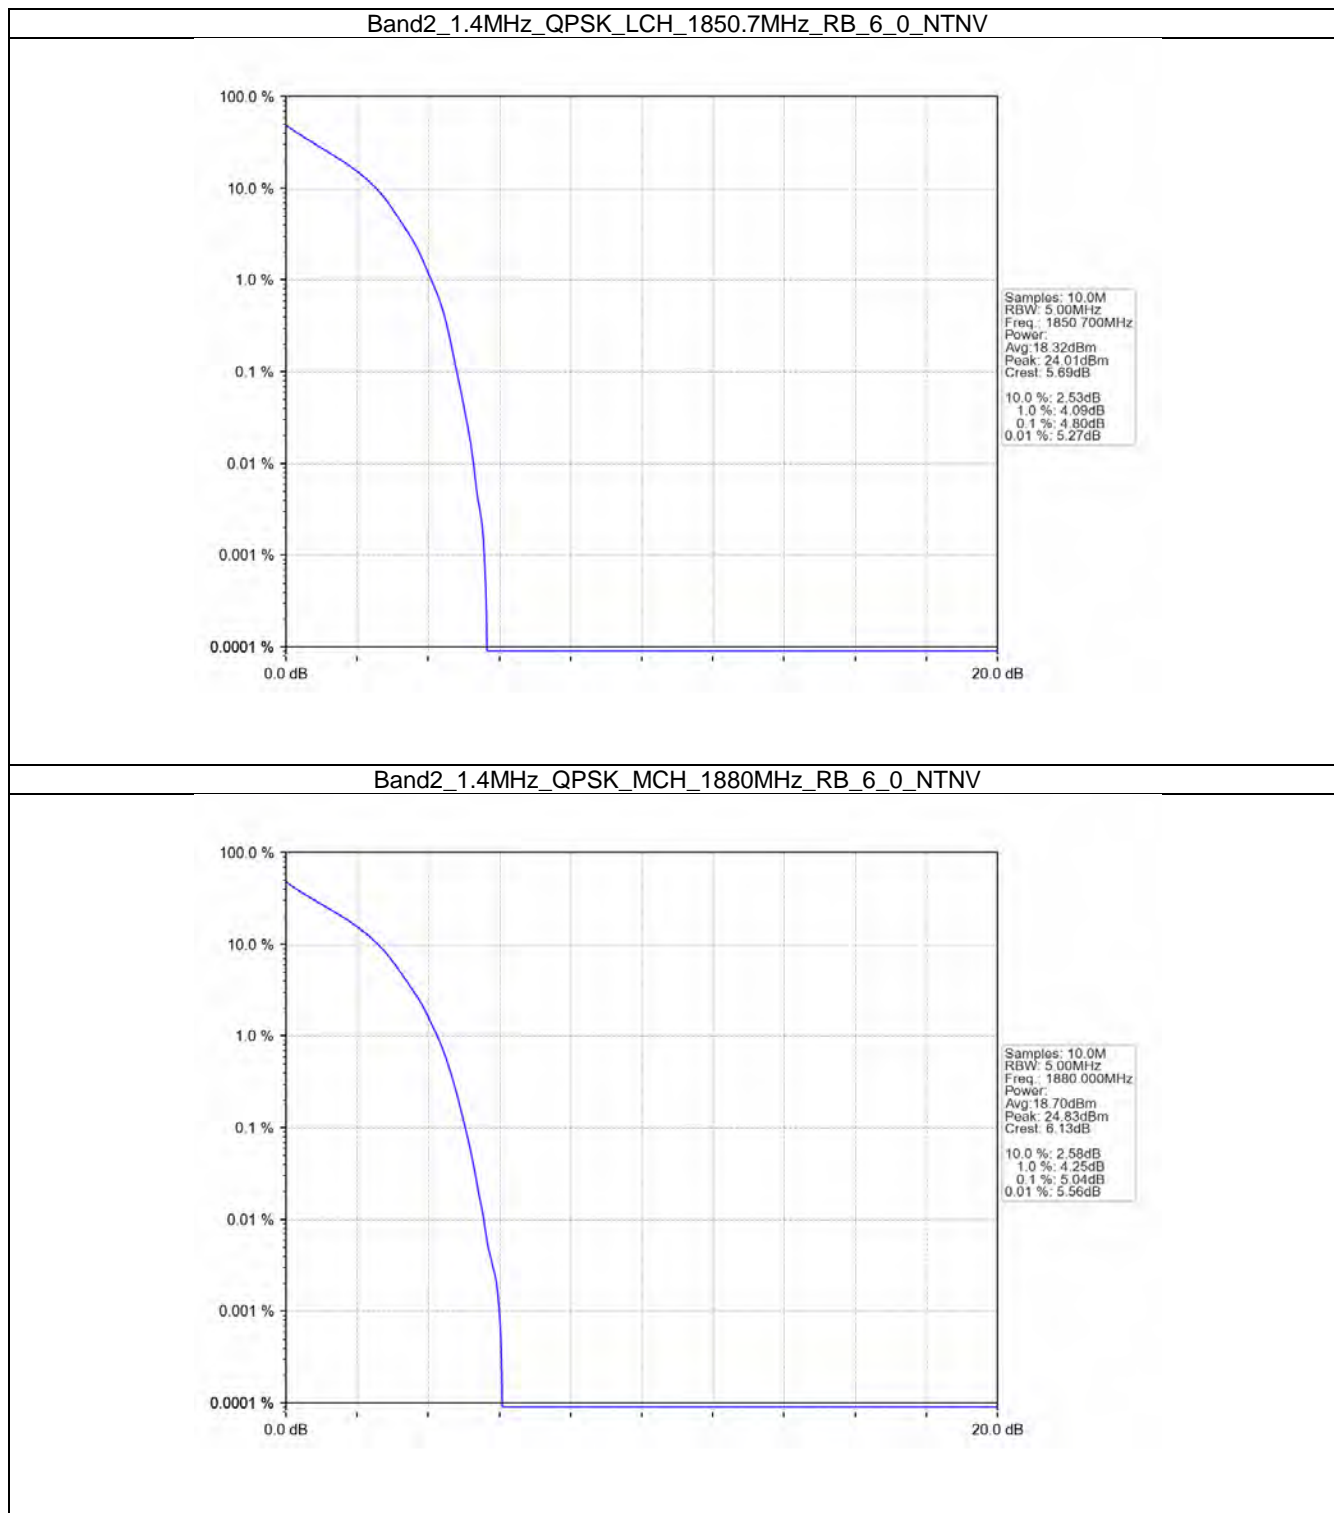 Band2_1.4MHz_QPSK_LCH_1850.7MHz_RB_6_0_NTNV
100.0 %
10.0 %
1.0 %
0.1 %
0.01 %
0.001 %
0.0001 %
0.0 dB
20.0 dB
Samples: 10.0M
RBW: 5.00MHz
Freq.: 1850.700MHz
Power:
Avg:18.32dBm
Peak: 24.01dBm
Crest: 5.69dB
10.0 %: 2.53dB
1.0 %: 4.09dB
0.1 %: 4.80dB
0.01 %: 5.27dB
Band2_1.4MHz_QPSK_MCH_1880MHz_RB_6_0_NTNV
100.0 %
10.0 %
1.0 %
0.1 %
0.01 %
0.001 %
0.0001 %
0.0 dB
20.0 dB
Samples: 10.0M
RBW: 5.00MHz
Freq.: 1880.000MHz
Power:
Avg:18.70dBm
Peak: 24.83dBm
Crest: 6.13dB
10.0 %: 2.58dB
1.0 %: 4.25dB
0.1 %: 5.04dB
0.01 %: 5.56dB